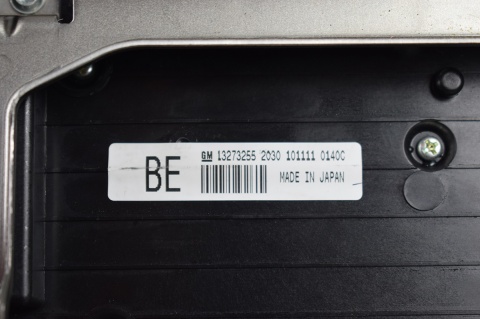 BE
GM 13273255 2030 101111 0140C
MADE IN JAPAN